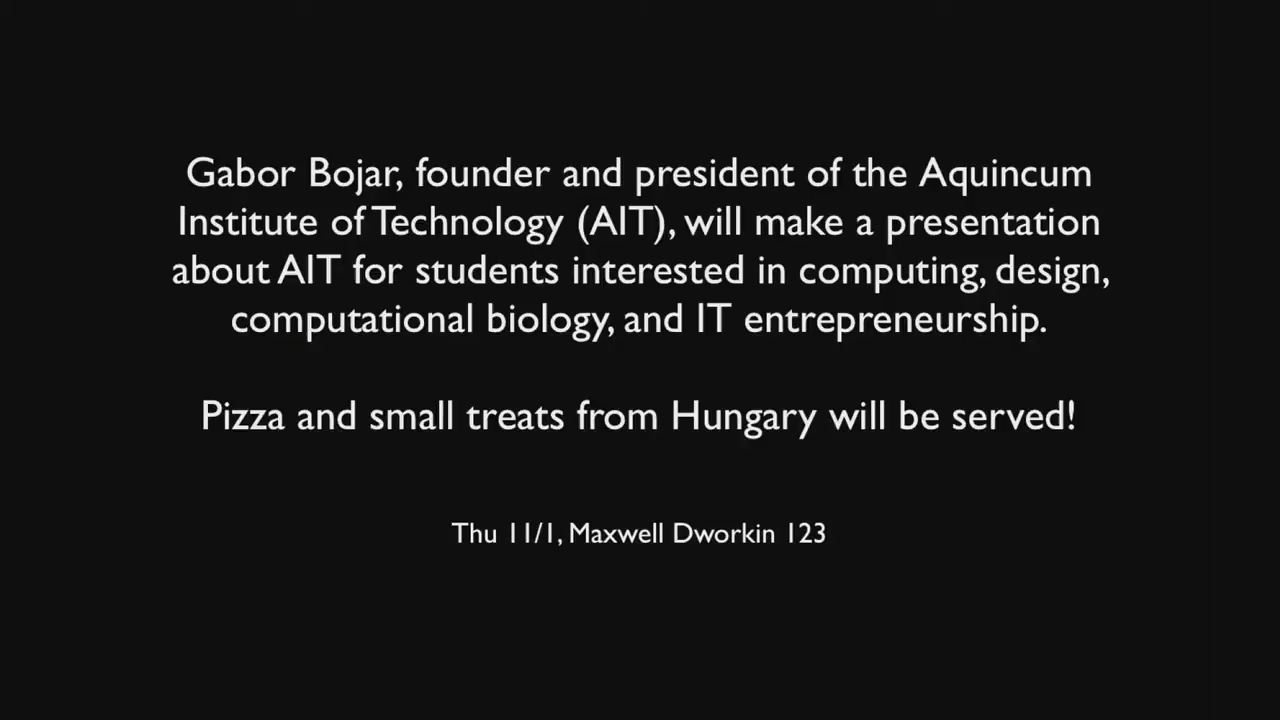 Gabor Bojar, founder and president of the Aquincum
Institute of Technology (AIT), will make a presentation
about AIT for students interested in computing, design,
computational biology, and IT entrepreneurship.
Pizza and small treats from Hungary will be served!
Thu 11/1, Maxwell Dworkin 123